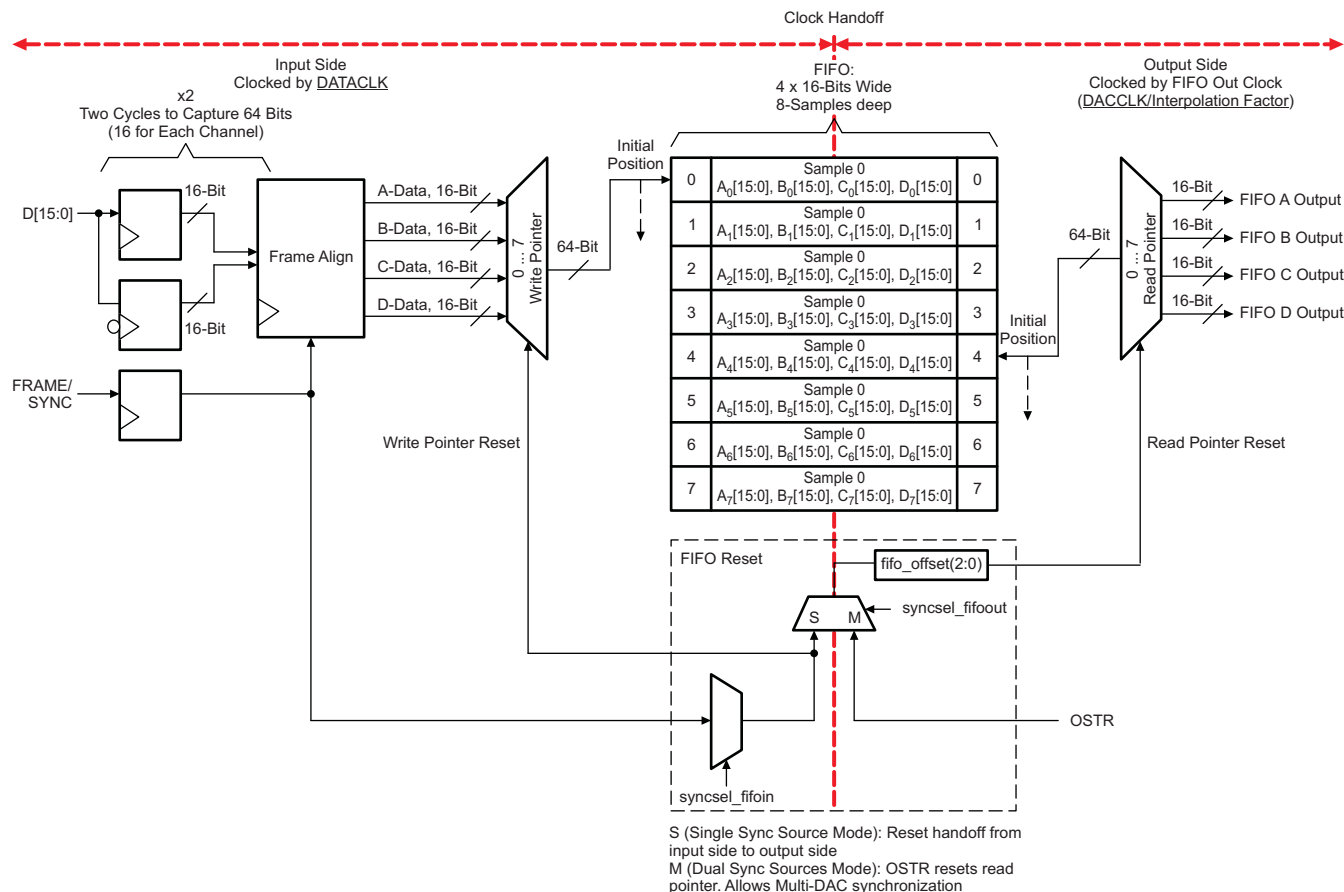 Clock Handoff
Input Side
Clocked by DATACLK
FIFO:
4 x 16-Bits Wide
8-Samples deep
Output Side
Clocked by FIFO Out Clock
(DACCLK/Interpolation Factor)
x2
Two Cycles to Capture 64 Bits
(16 for Each Channel)
D[15:0]
16-Bit
16-Bit
FRAME/
SYNC
Frame Align
A-Data, 16-Bit
B-Data, 16-Bit
C-Data, 16-Bit
D-Data, 16-Bit
0 ... 7
Write Pointer
64-Bit
Initial
Position
0
Sample 0
A0[15:0], B0[15:0], C0[15:0], D0[15:0]
0
1
Sample 0
A1[15:0], B1[15:0], C1[15:0], D1[15:0]
1
2
Sample 0
A2[15:0], B2[15:0], C2[15:0], D2[15:0]
2
3
Sample 0
A3[15:0], B3[15:0], C3[15:0], D3[15:0]
3
4
Sample 0
A4[15:0], B4[15:0], C4[15:0], D4[15:0]
4
5
Sample 0
A5[15:0], B5[15:0], C5[15:0], D5[15:0]
5
6
Sample 0
A6[15:0], B6[15:0], C6[15:0], D6[15:0]
6
7
Sample 0
A7[15:0], B7[15:0], C7[15:0], D7[15:0]
7
Initial
Position
64-Bit
0 ... 7
Read Pointer
16-Bit
FIFO A Output
16-Bit
FIFO B Output
16-Bit
FIFO C Output
16-Bit
FIFO D Output
Write Pointer Reset
Read Pointer Reset
FIFO Reset
fifo_offset(2:0)
S
M
syncsel_fifoout
OSTR
syncsel_fifoin
S (Single Sync Source Mode): Reset handoff from
input side to output side
M (Dual Sync Sources Mode): OSTR resets read
pointer. Allows Multi-DAC synchronization